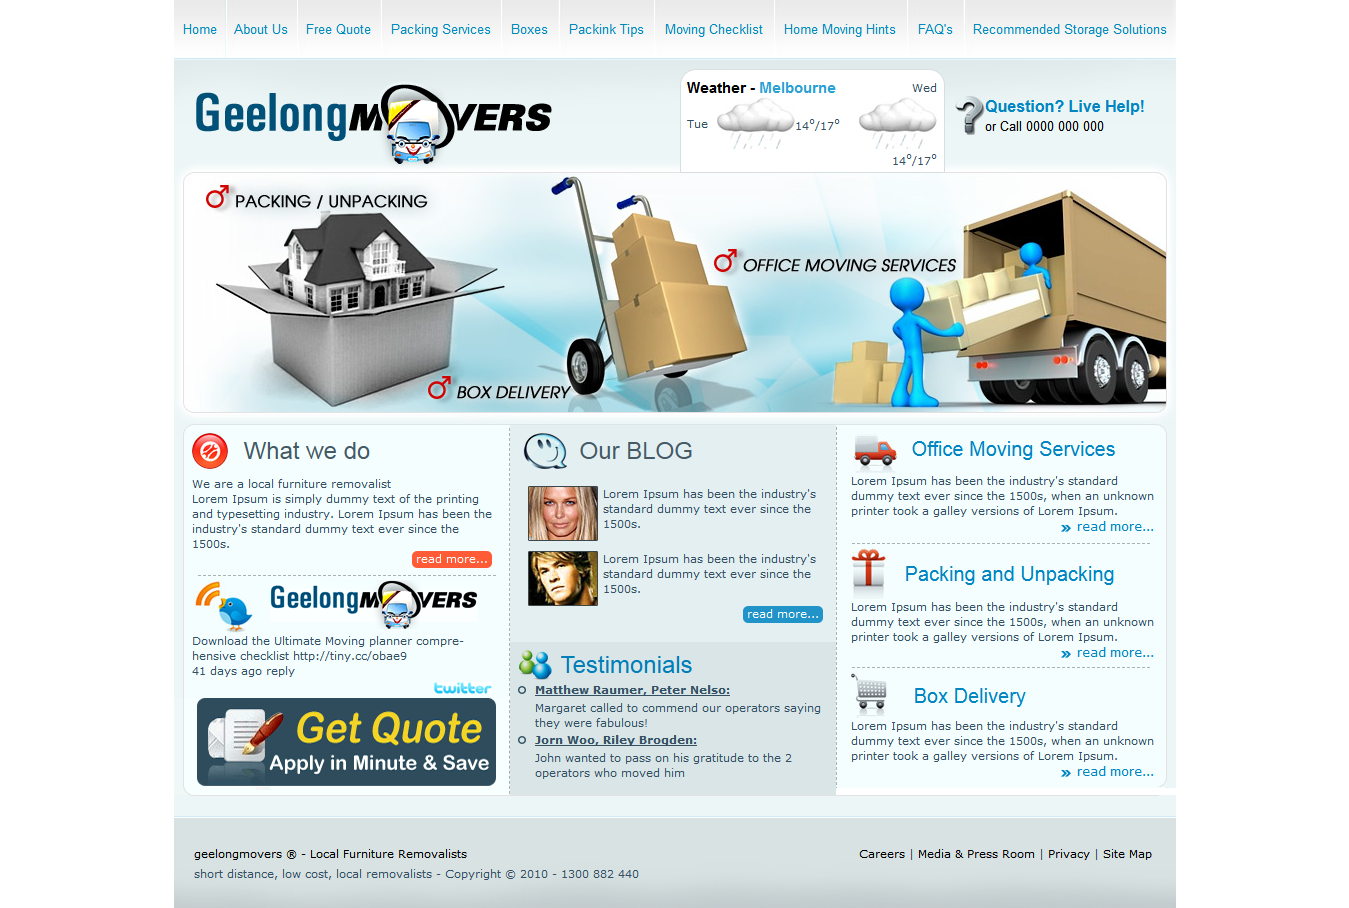 Home About Us Free Quote Packing Services Boxes Packink Tips Moving Checklist Home Moving Hints FAQ's Recommended Storage Solutions
GeelongMOVERS
Weather - Melbourne
Wed
Tue
14°/17°
14°/17°
Question? Live Help!
or Call 0000 000 000
PACKING / UNPACKING
OFFICE MOVING SERVICES
BOX DELIVERY
What we do
We are a local furniture removalist
Lorem Ipsum is simply dummy text of the printing
and typesetting industry. Lorem Ipsum has been the
industry's standard dummy text ever since the
1500s.
read more...
GeelongMOVERS
Download the Ultimate Moving planner compre-
hensive checklist http://tiny.cc/obae9
41 days ago reply
twitter
Get Quote
Apply in Minute & Save
Our BLOG
Lorem Ipsum has been the industry's
standard dummy text ever since the
1500s.
Lorem Ipsum has been the industry's
standard dummy text ever since the
1500s.
read more...
Testimonials
Matthew Raumer, Peter Nelso:
Margaret called to commend our operators saying
they were fabulous!
Jorn Woo, Riley Brogden:
John wanted to pass on his gratitude to the 2
operators who moved him
Office Moving Services
Lorem Ipsum has been the industry's standard
dummy text ever since the 1500s, when an unknown
printer took a galley versions of Lorem Ipsum.
» read more...
Packing and Unpacking
Lorem Ipsum has been the industry's standard
dummy text ever since the 1500s, when an unknown
printer took a galley versions of Lorem Ipsum.
» read more...
Box Delivery
Lorem Ipsum has been the industry's standard
dummy text ever since the 1500s, when an unknown
printer took a galley versions of Lorem Ipsum.
» read more...
geelongmovers ® - Local Furniture Removalists
short distance, low cost, local removalists - Copyright © 2010 - 1300 882 440
Careers | Media & Press Room | Privacy | Site Map